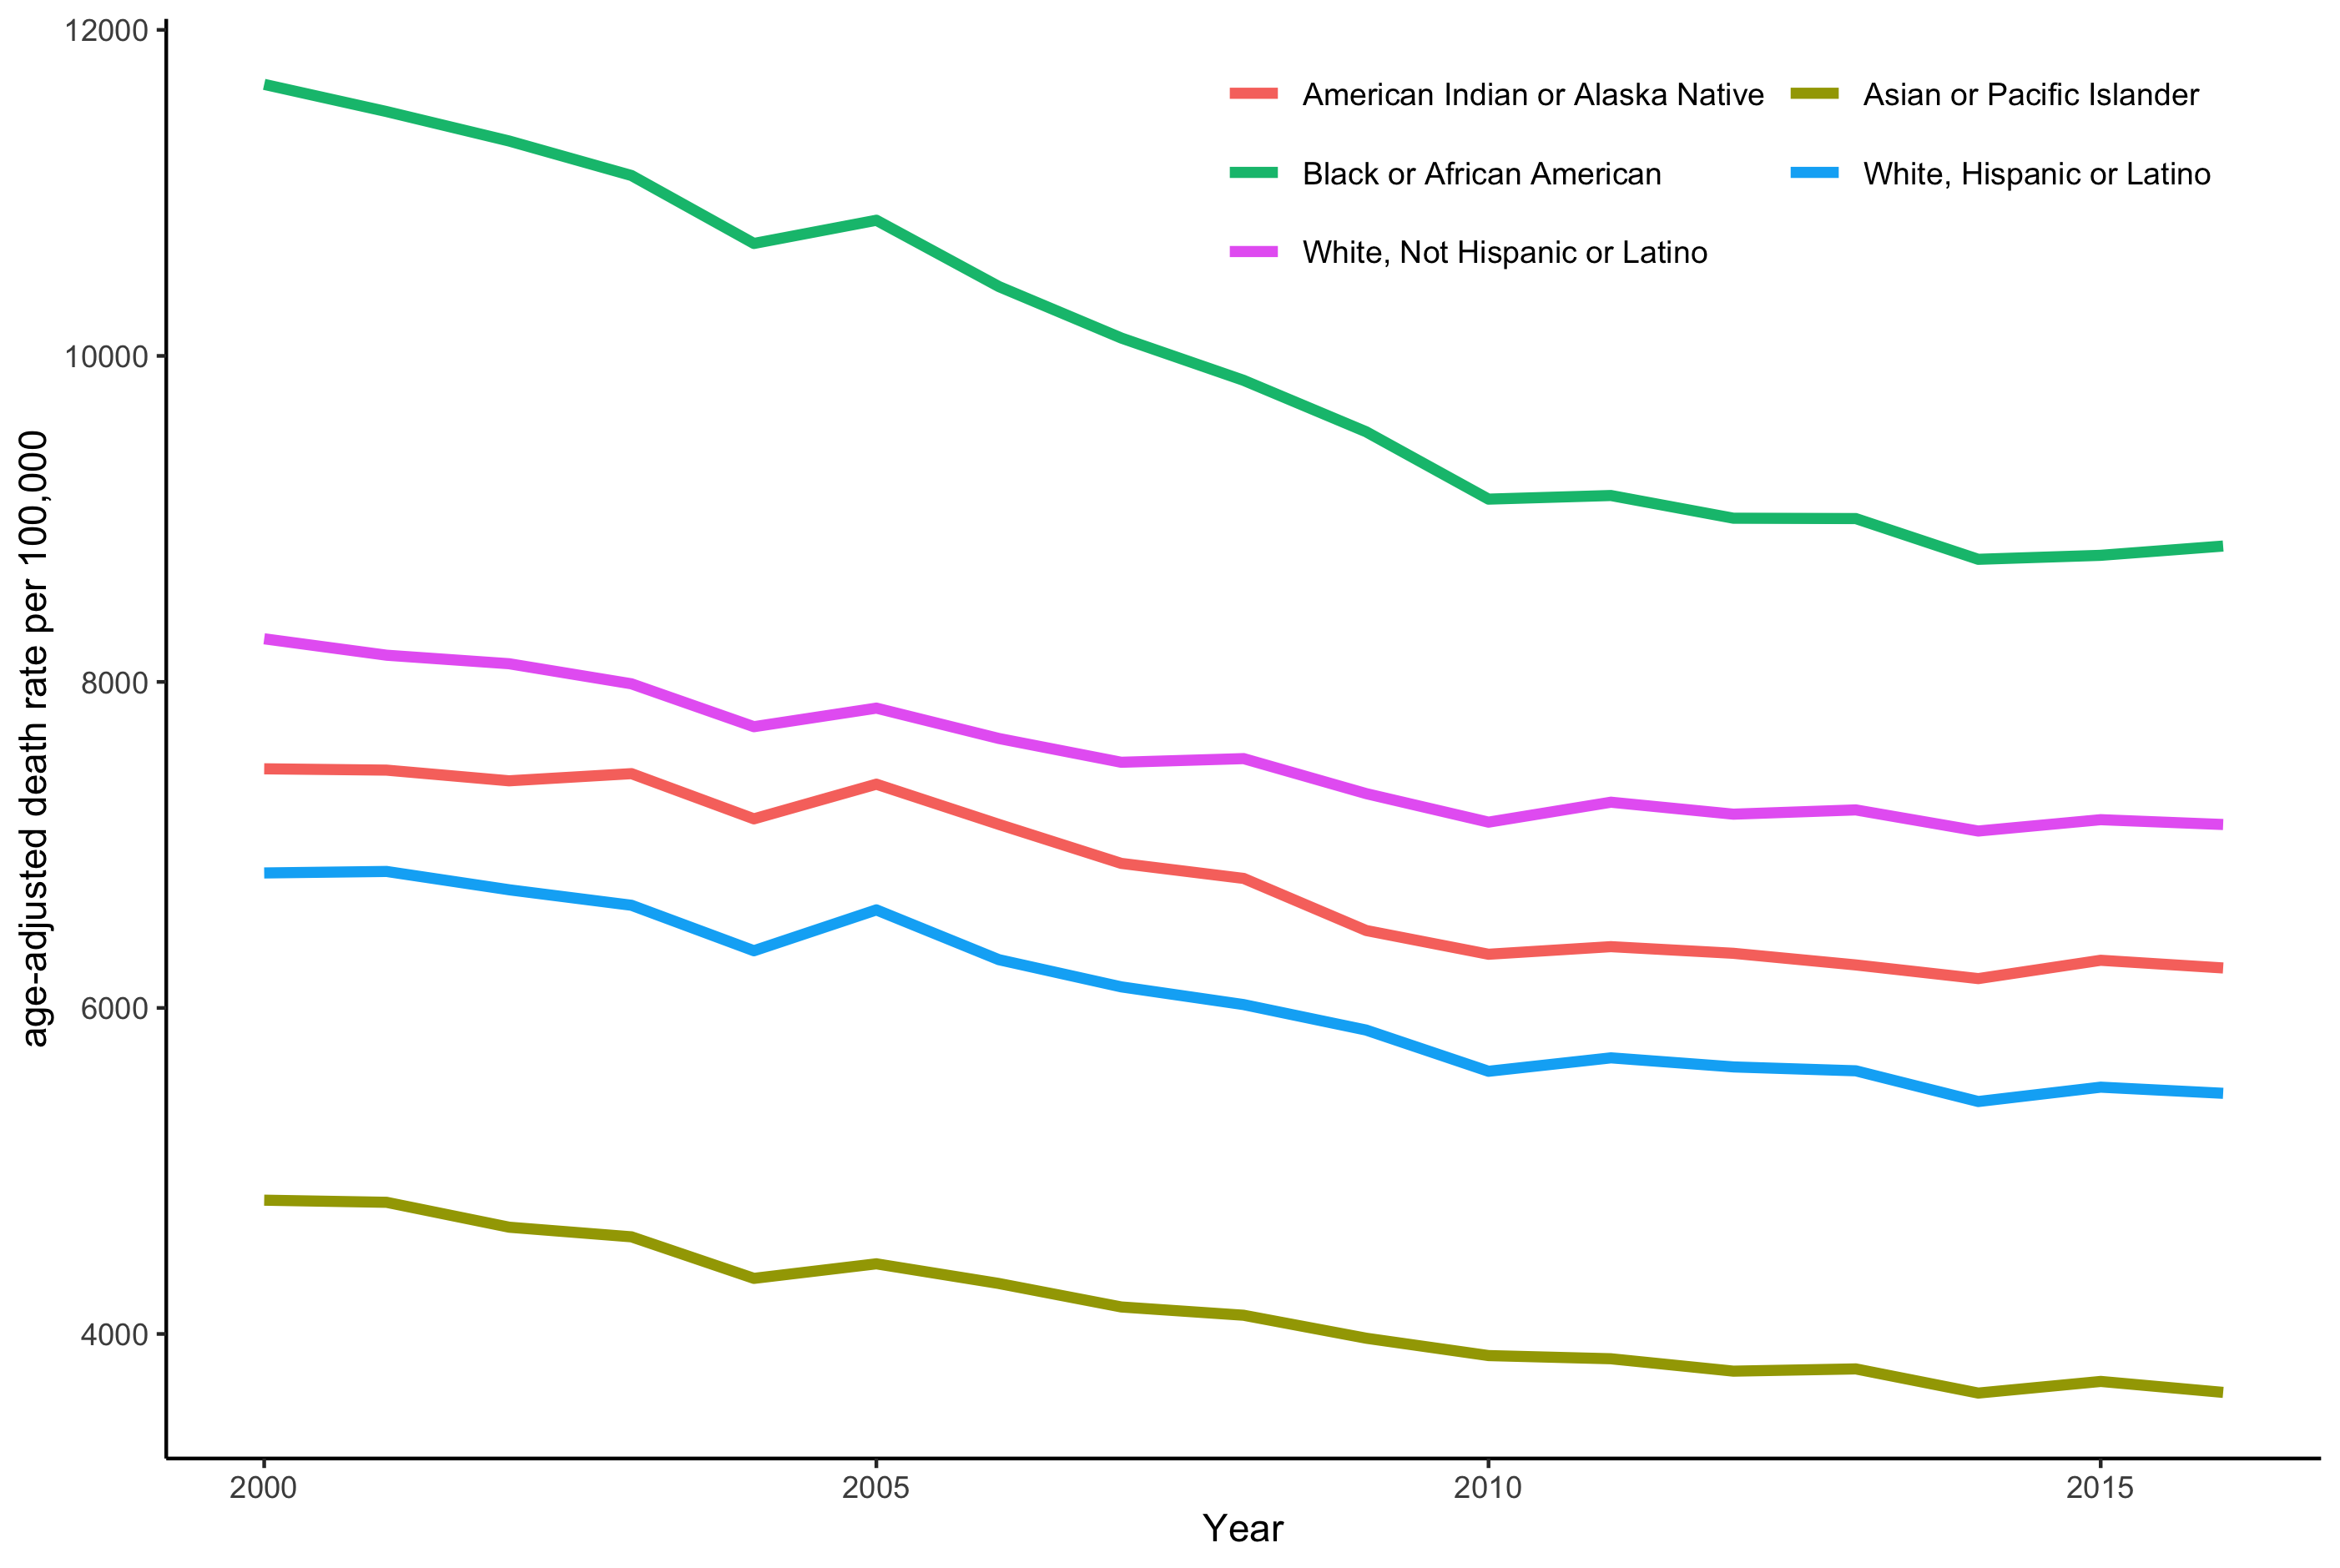 12000
10000
8000
6000
4000
age-adjusted death rate per 100,000
American Indian or Alaska Native
Asian or Pacific Islander
Black or African American
White, Hispanic or Latino
White, Not Hispanic or Latino
2000
2005
2010
2015
Year